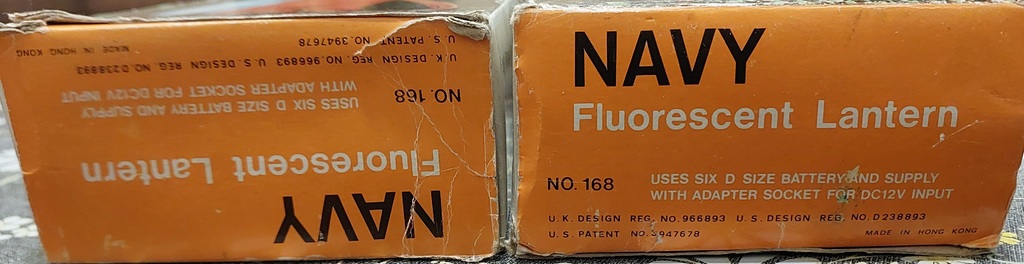 NAVY
Fluorescent Lantern
NO. 168
USES SIX D SIZE BATTERY AND SUPPLY
WITH ADAPTER SOCKET FOR DC12V INPUT
U.K. DESIGN REG. NO. 966893 U.S. DESIGN REG. NO. D238893
U.S. PATENT NO. 3947678
MADE IN HONG KONG
NAVY
Fluorescent Lantern
NO. 168
USES SIX D SIZE BATTERY AND SUPPLY
WITH ADAPTER SOCKET FOR DC12V INPUT
U.K. DESIGN REG. NO. 966893 U.S. DESIGN REG. NO. D238893
U.S. PATENT NO. 3947678
MADE IN HONG KONG